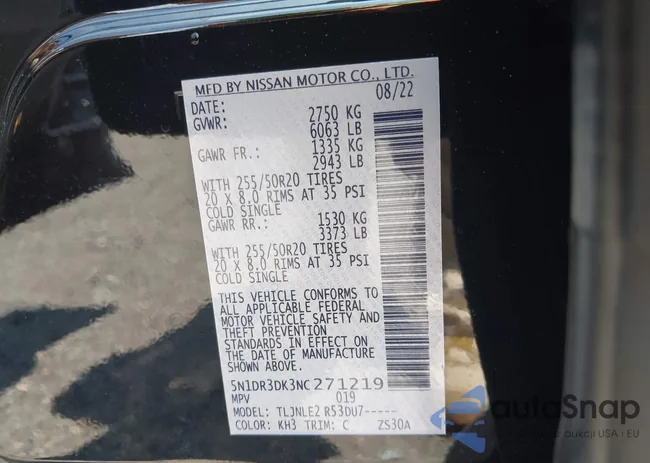 MFD BY NISSAN MOTOR CO., LTD.
DATE: 08/22
GVWR: 2750 KG
6063 LB
GAWR FR.: 1335 KG
2943 LB
WITH 255/50R20 TIRES
20 X 8.0 RIMS AT 35 PSI
COLD SINGLE
GAWR RR.: 1530 KG
3373 LB
WITH 255/50R20 TIRES
20 X 8.0 RIMS AT 35 PSI
COLD SINGLE
THIS VEHICLE CONFORMS TO
ALL APPLICABLE FEDERAL
MOTOR VEHICLE SAFETY AND
THEFT PREVENTION
STANDARDS IN EFFECT ON
THE DATE OF MANUFACTURE
SHOWN ABOVE.
5N1DR3DK3NC271219
MPV 019
MODEL: TLJNLE2 R53DU7-----
COLOR: KH3 TRIM: C ZS30A
autoSnap
a.aukcji USA i EU